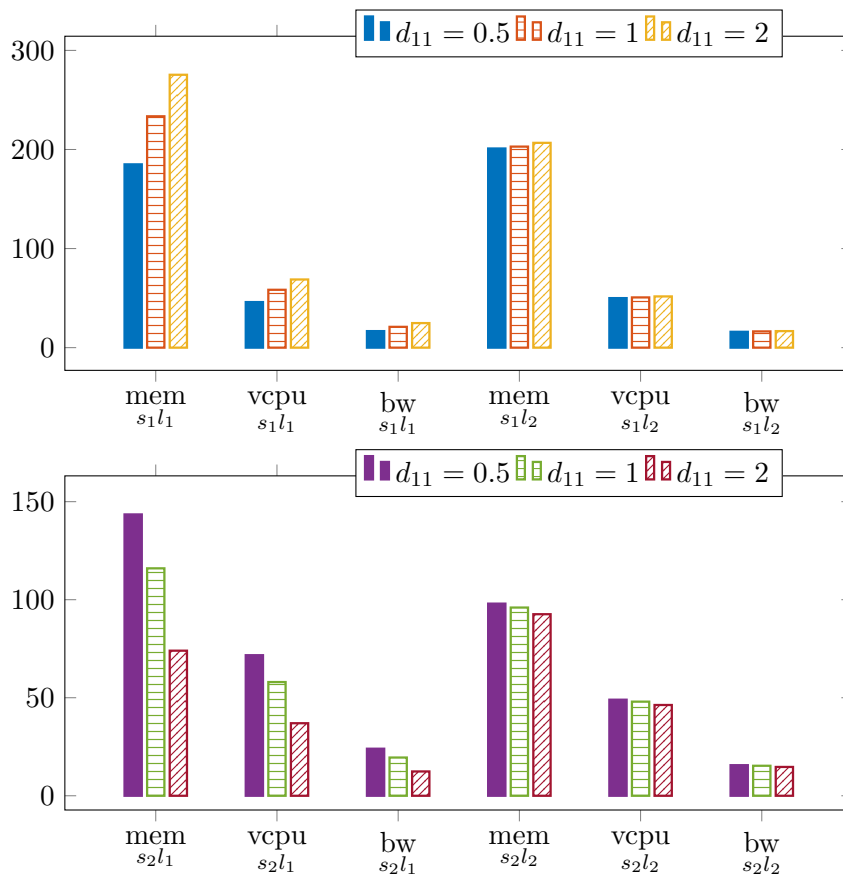 d₁₁ = 0.5 d₁₁ = 1 d₁₁ = 2
300
200
100
0
mem vcpu bw mem vcpu bw
s₁l₁ s₁l₁ s₁l₁ s₁l₂ s₁l₂ s₁l₂
d₁₁ = 0.5 d₁₁ = 1 d₁₁ = 2
150
100
50
0
mem vcpu bw mem vcpu bw
s₂l₁ s₂l₁ s₂l₁ s₂l₂ s₂l₂ s₂l₂